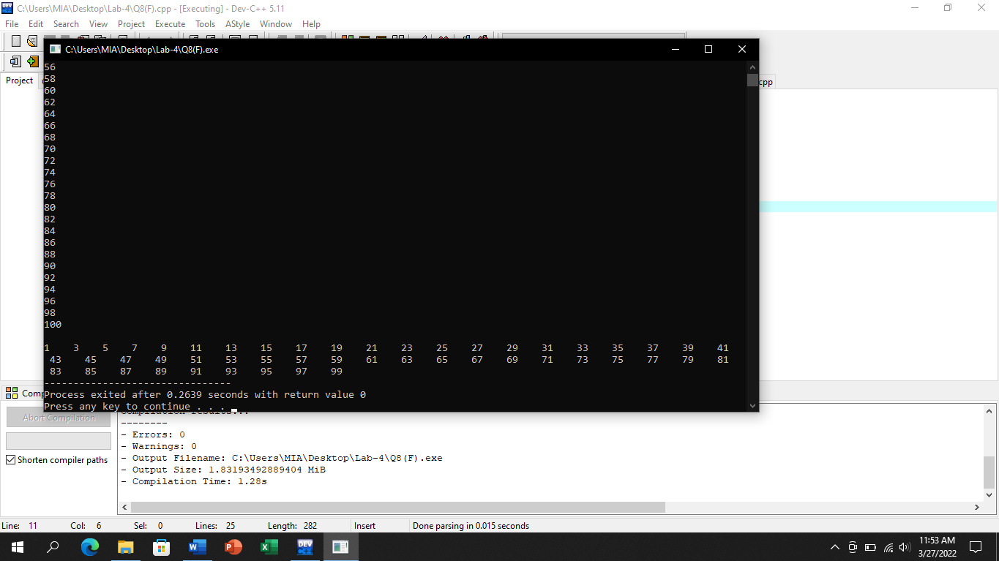 C:\Users\MIA\Desktop\Lab-4\Q8(F).cpp - [Executing] - Dev-C++ 5.11
File Edit Search View Project Execute Tools AStyle Window Help
C:\Users\MIA\Desktop\Lab-4\Q8(F).exe
Project
cpp
56
58
60
62
64
66
68
70
72
74
76
78
80
82
84
86
88
90
92
94
96
98
100
1 3 5 7 9 11 13 15 17 19 21 23 25 27 29 31 33 35 37 39 41
43 45 47 49 51 53 55 57 59 61 63 65 67 69 71 73 75 77 79 81
83 85 87 89 91 93 95 97 99
--------------------------------
Process exited after 0.2639 seconds with return value 0
Press any key to continue . . .
Comp
Abort Compilation
Shorten compiler paths
Compilation results...
--------
- Errors: 0
- Warnings: 0
- Output Filename: C:\Users\MIA\Desktop\Lab-4\Q8(F).exe
- Output Size: 1.83193492889404 MiB
- Compilation Time: 1.28s
Line: 11 Col: 6 Sel: 0 Lines: 25 Length: 282 Insert Done parsing in 0.015 seconds
11:53 AM
3/27/2022